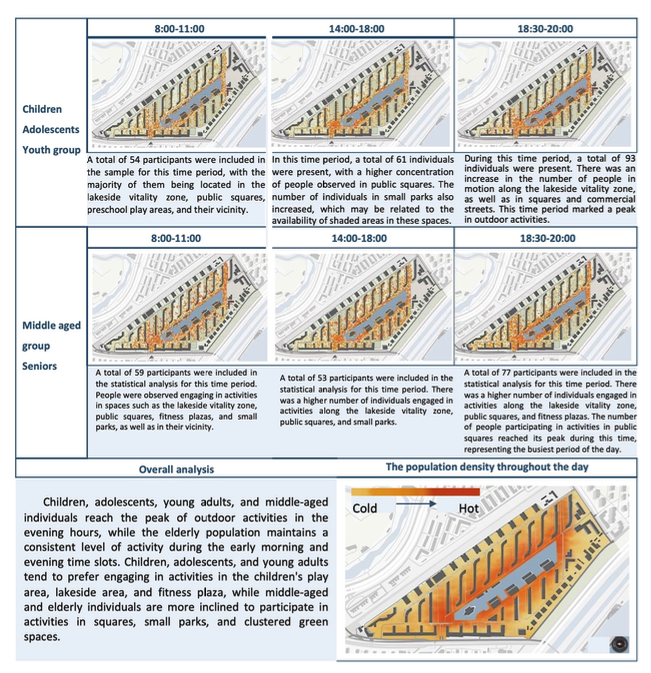 8:00-11:00
14:00-18:00
18:30-20:00
Children
Adolescents
Youth group
A total of 54 participants were included in
the sample for this time period, with the
majority of them being located in the
lakeside vitality zone, public squares,
preschool play areas, and their vicinity.
In this time period, a total of 61 individuals
were present, with a higher concentration
of people observed in public squares. The
number of individuals in small parks also
increased, which may be related to the
availability of shaded areas in these spaces.
During this time period, a total of 93
individuals were present. There was an
increase in the number of people in
motion along the lakeside vitality zone,
as well as in squares and commercial
streets. This time period marked a peak
in outdoor activities.
8:00-11:00
14:00-18:00
18:30-20:00
Middle aged
group
Seniors
A total of 59 participants were included in
the statistical analysis for this time period.
People were observed engaging in activities
in spaces such as the lakeside vitality zone,
public squares, fitness plazas, and small
parks, as well as in their vicinity.
A total of 53 participants were included in the
statistical analysis for this time period. There
was a higher number of individuals engaged in
activities along the lakeside vitality zone,
public squares, and small parks.
A total of 77 participants were included in the
statistical analysis for this time period. There
was a higher number of individuals engaged in
activities along the lakeside vitality zone,
public squares, and fitness plazas. The number
of people participating in activities in public
squares reached its peak during this time,
representing the busiest period of the day.
Overall analysis
The population density throughout the day
Children, adolescents, young adults, and middle-aged
individuals reach the peak of outdoor activities in the
evening hours, while the elderly population maintains a
consistent level of activity during the early morning and
evening time slots. Children, adolescents, and young adults
tend to prefer engaging in activities in the children's play
area, lakeside area, and fitness plaza, while middle-aged
and elderly individuals are more inclined to participate in
activities in squares, small parks, and clustered green
spaces.
Cold
Hot